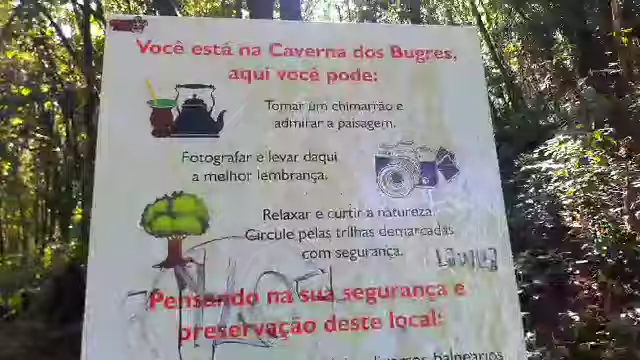 Você está na Caverna dos Bugres,
aqui você pode:
Tomar um chimarrão e
admirar a paisagem.
Fotografar e levar daqui
a melhor lembrança.
Relaxar e curtir a natureza.
Circule pelas trilhas demarcadas
com segurança.
Pensando na sua segurança e
preservação deste local:
balnearios